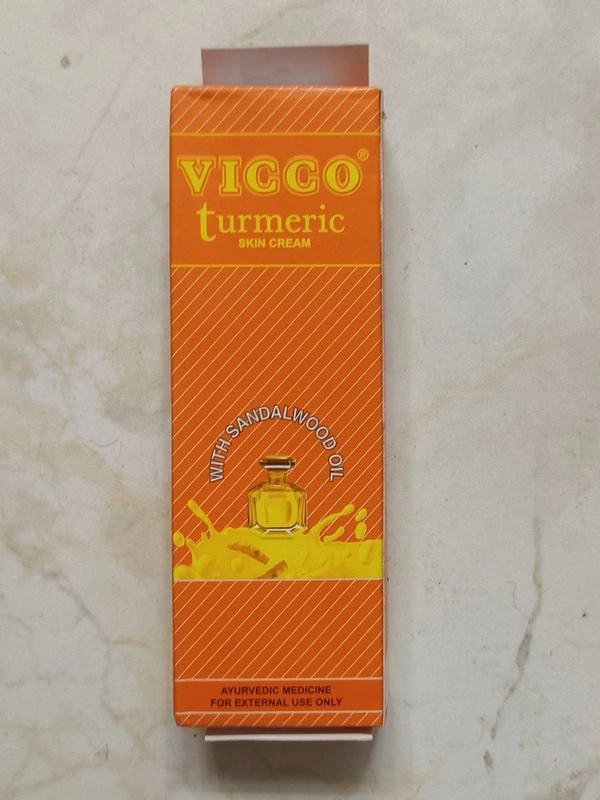 VICCO®
turmeric
SKIN CREAM
WITH SANDALWOOD OIL
AYURVEDIC MEDICINE
FOR EXTERNAL USE ONLY